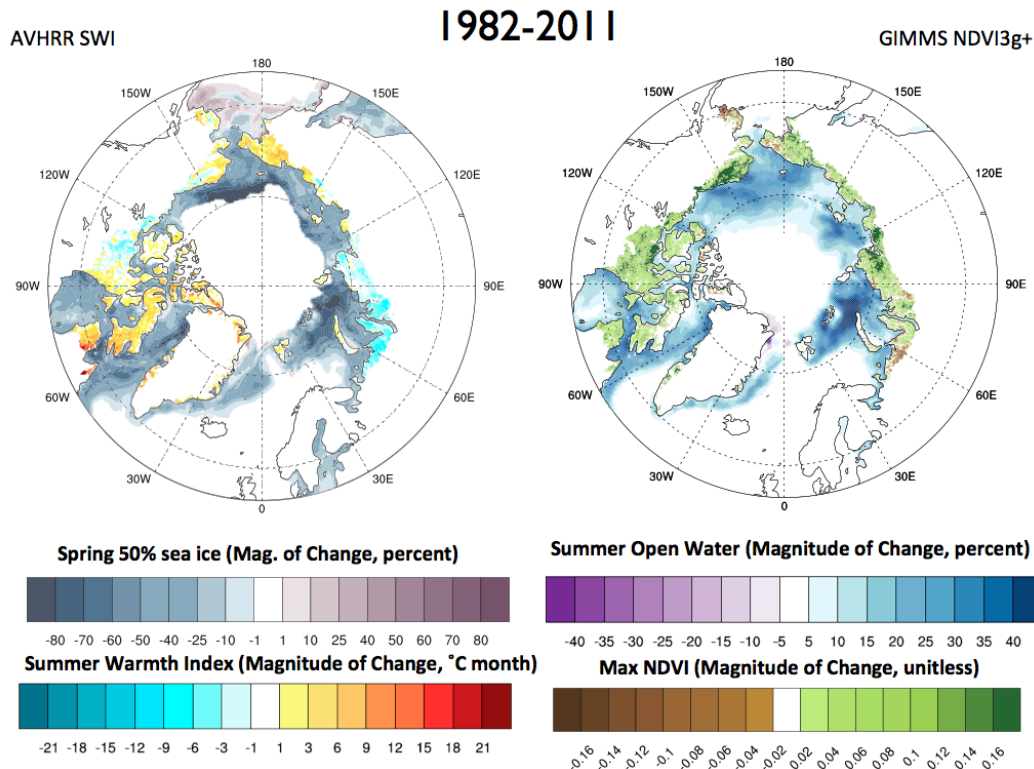 1982-2011
AVHRR SWI
GIMMS NDVI3g+
180
150W
150E
120W
120E
90W
90E
60W
60E
30W
30E
0
180
150W
150E
120W
120E
90W
90E
60W
60E
30W
30E
0
Spring 50% sea ice (Mag. of Change, percent)
-80 -70 -60 -40 -25 -10 -1 1 10 25 40 60 70 80
Summer Warmth Index (Magnitude of Change, ˚C month)
-21 -18 -15 -12 -9 -6 -3 -1 1 3 6 9 12 15 18 21
Summer Open Water (Magnitude of Change, percent)
-40 -35 -30 -25 -20 -15 -10 -5 5 10 15 20 25 30 35 40
Max NDVI (Magnitude of Change, unitless)
-0.16 -0.14 -0.12 -0.1 -0.08 -0.06 -0.04 -0.02 0.02 0.04 0.06 0.08 0.1 0.12 0.14 0.16